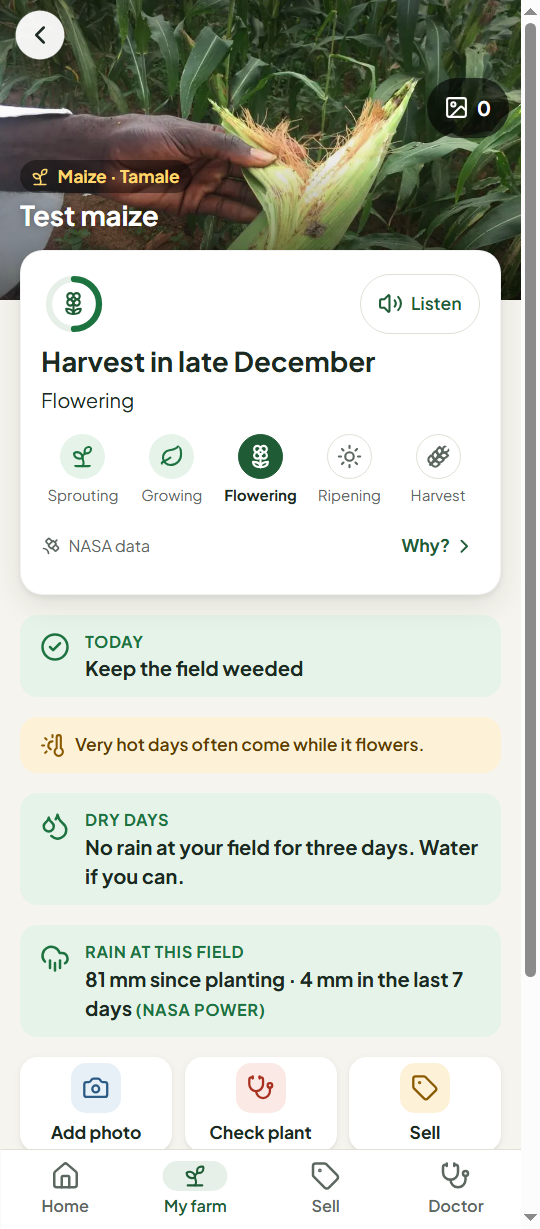 0
Maize · Tamale
Test maize
Listen
Harvest in late December
Flowering
Sprouting
Growing
Flowering
Ripening
Harvest
NASA data
Why?
TODAY
Keep the field weeded
Very hot days often come while it flowers.
DRY DAYS
No rain at your field for three days. Water
if you can.
RAIN AT THIS FIELD
81 mm since planting · 4 mm in the last 7
days (NASA POWER)
Add photo
Check plant
Sell
Home
My farm
Sell
Doctor